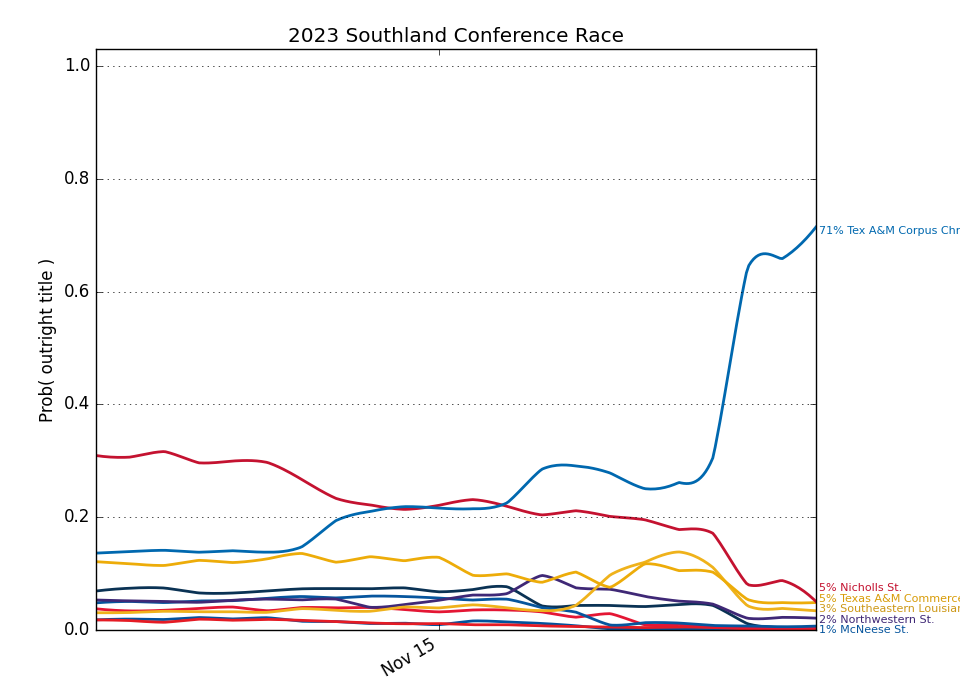 2023 Southland Conference Race
1.0
0.8
0.6
0.4
0.2
0.0
Prob( outright title )
Nov 15
71% Tex A&M Corpus Chr
5% Nicholls St.
5% Texas A&M Commerce
3% Southeastern Louisian
2% Northwestern St.
1% McNeese St.